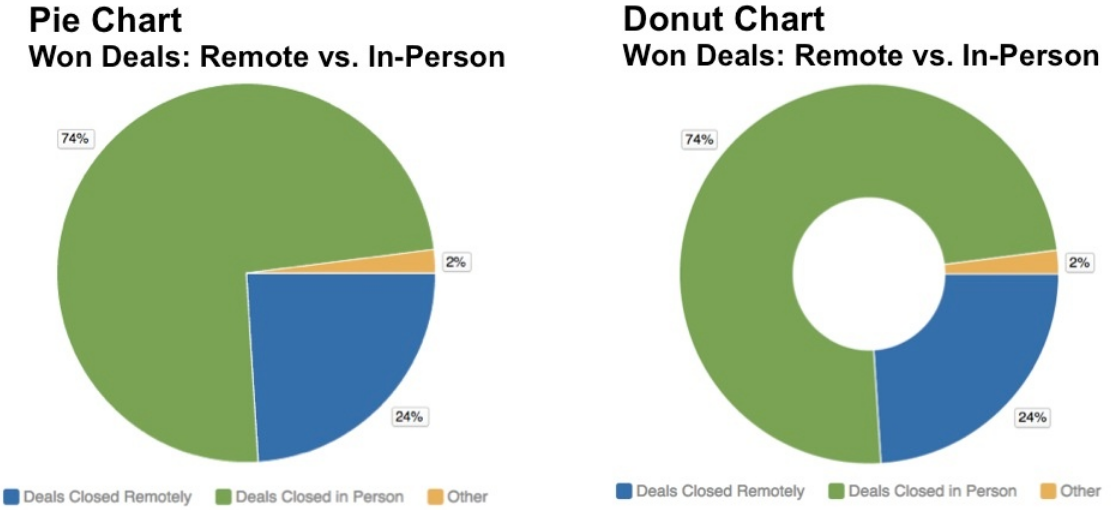 Pie Chart
Won Deals: Remote vs. In-Person
74%
2%
24%
Deals Closed Remotely Deals Closed in Person Other
Donut Chart
Won Deals: Remote vs. In-Person
74%
2%
24%
Deals Closed Remotely Deals Closed in Person Other